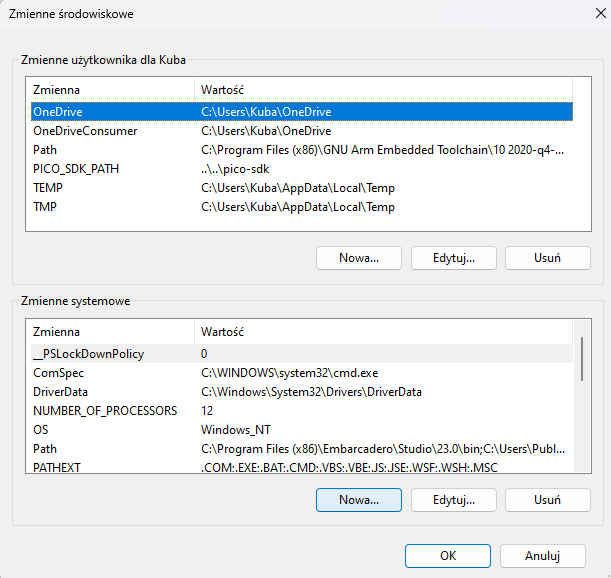 Zmienne środowiskowe
Zmienne użytkownika dla Kuba
Zmienna Wartość
OneDrive C:\Users\Kuba\OneDrive
OneDriveConsumer C:\Users\Kuba\OneDrive
Path C:\Program Files (x86)\GNU Arm Embedded Toolchain\10 2020-q4-...
PICO_SDK_PATH ..\..\pico-sdk
TEMP C:\Users\Kuba\AppData\Local\Temp
TMP C:\Users\Kuba\AppData\Local\Temp
Nowa... Edytuj... Usuń
Zmienne systemowe
Zmienna Wartość
__PSLockDownPolicy 0
ComSpec C:\WINDOWS\system32\cmd.exe
DriverData C:\Windows\System32\Drivers\DriverData
NUMBER_OF_PROCESSORS 12
OS Windows_NT
Path C:\Program Files (x86)\Embarcadero\Studio\23.0\bin;C:\Users\Publ...
PATHEXT .COM;.EXE;.BAT;.CMD;.VBS;.VBE;.JS;.JSE;.WSF;.WSH;.MSC
Nowa... Edytuj... Usuń
OK Anuluj